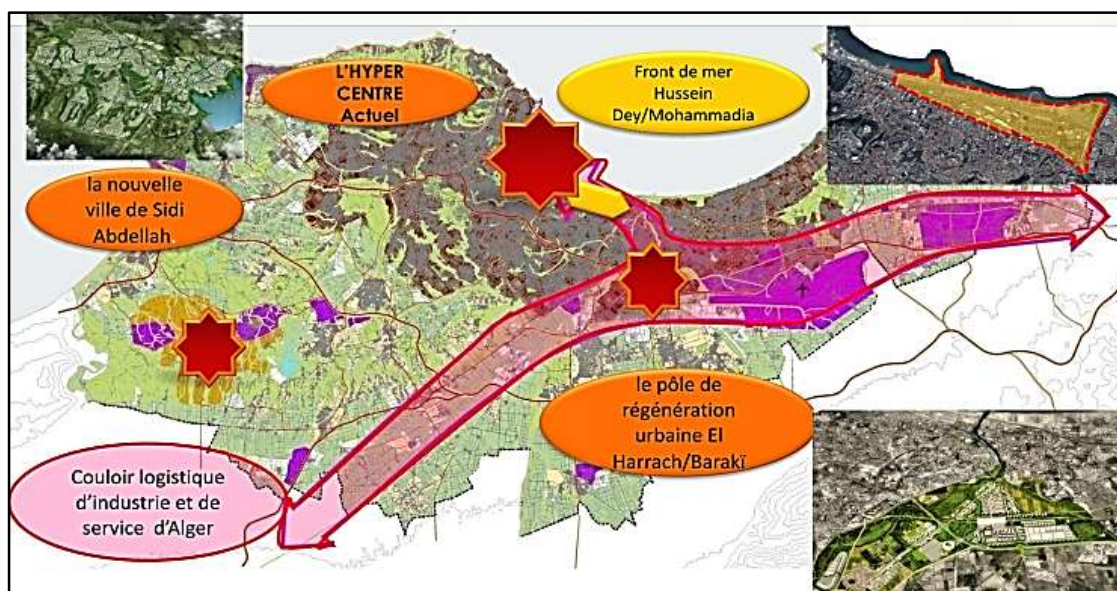 L'HYPER
CENTRE
Actuel
Front de mer
Hussein
Dey/Mohammadia
la nouvelle
ville de Sidi
Abdellah
le pôle de
régénération
urbaine El
Harrach/Barakï
Couloir logistique
d'industrie et de
service d'Alger